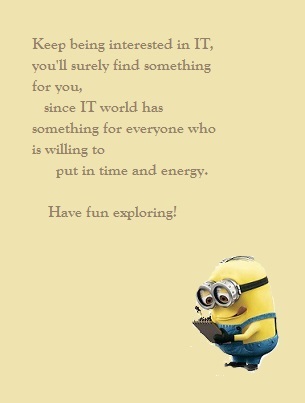 Keep being interested in IT,
you'll surely find something
for you,
since IT world has
something for everyone who
is willing to
put in time and energy.
Have fun exploring!